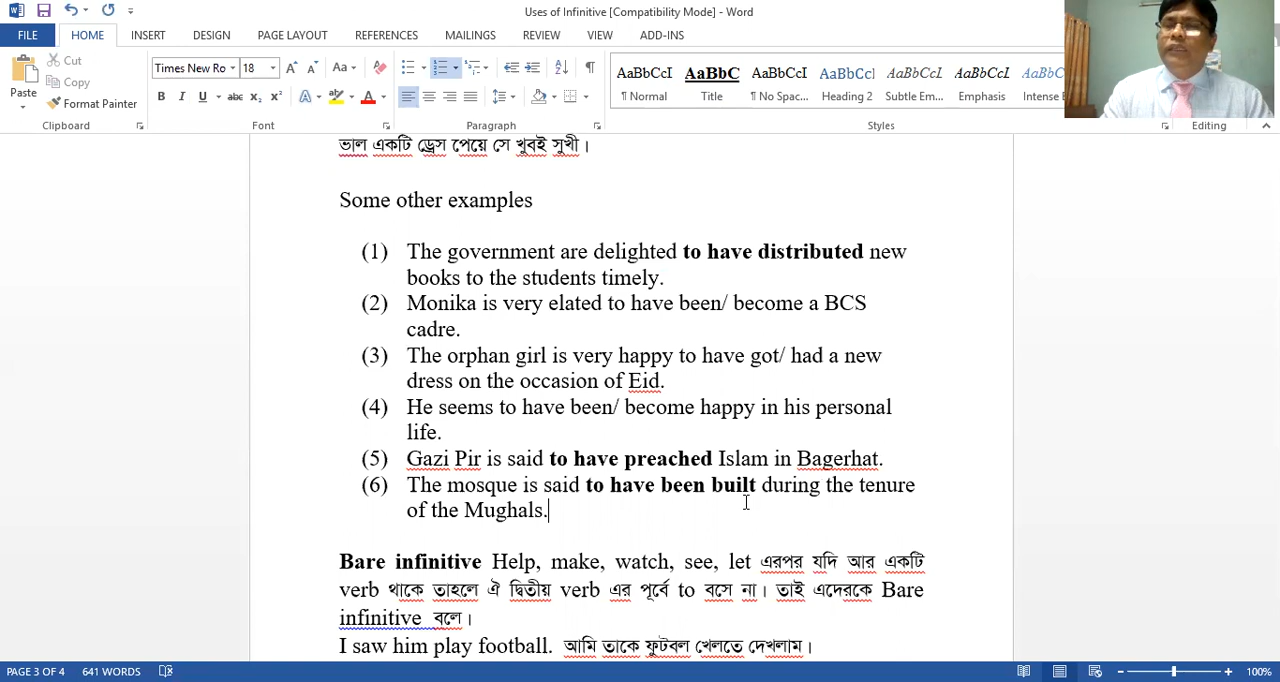 Uses of Infinitive [Compatibility Mode] - Word
FILE HOME INSERT DESIGN PAGE LAYOUT REFERENCES MAILINGS REVIEW VIEW ADD-INS
Cut
Copy
Format Painter
Paste
Times New Ro 18
AaBbCcI AaBbC AaBbCcI AaBbCcI AaBbCcI AaBbCcI AaBbCcI
¶ Normal Title ¶ No Spac... Heading 2 Subtle Em... Emphasis Intense
Clipboard Font Paragraph Styles Editing
ভাল একটি ড্রেস পেয়ে সে খুবই সুখী।
Some other examples
(1) The government are delighted to have distributed new
books to the students timely.
(2) Monika is very elated to have been/ become a BCS
cadre.
(3) The orphan girl is very happy to have got/ had a new
dress on the occasion of Eid.
(4) He seems to have been/ become happy in his personal
life.
(5) Gazi Pir is said to have preached Islam in Bagerhat.
(6) The mosque is said to have been built during the tenure
of the Mughals.
Bare infinitive Help, make, watch, see, let এরপর যদি আর একটি
verb থাকে তাহলে ঐ দ্বিতীয় verb এর পূর্বে to বসে না। তাই এদেরকে Bare
infinitive বলে।
I saw him play football. আমি তাকে ফুটবল খেলতে দেখলাম।
PAGE 3 OF 4 641 WORDS 100%